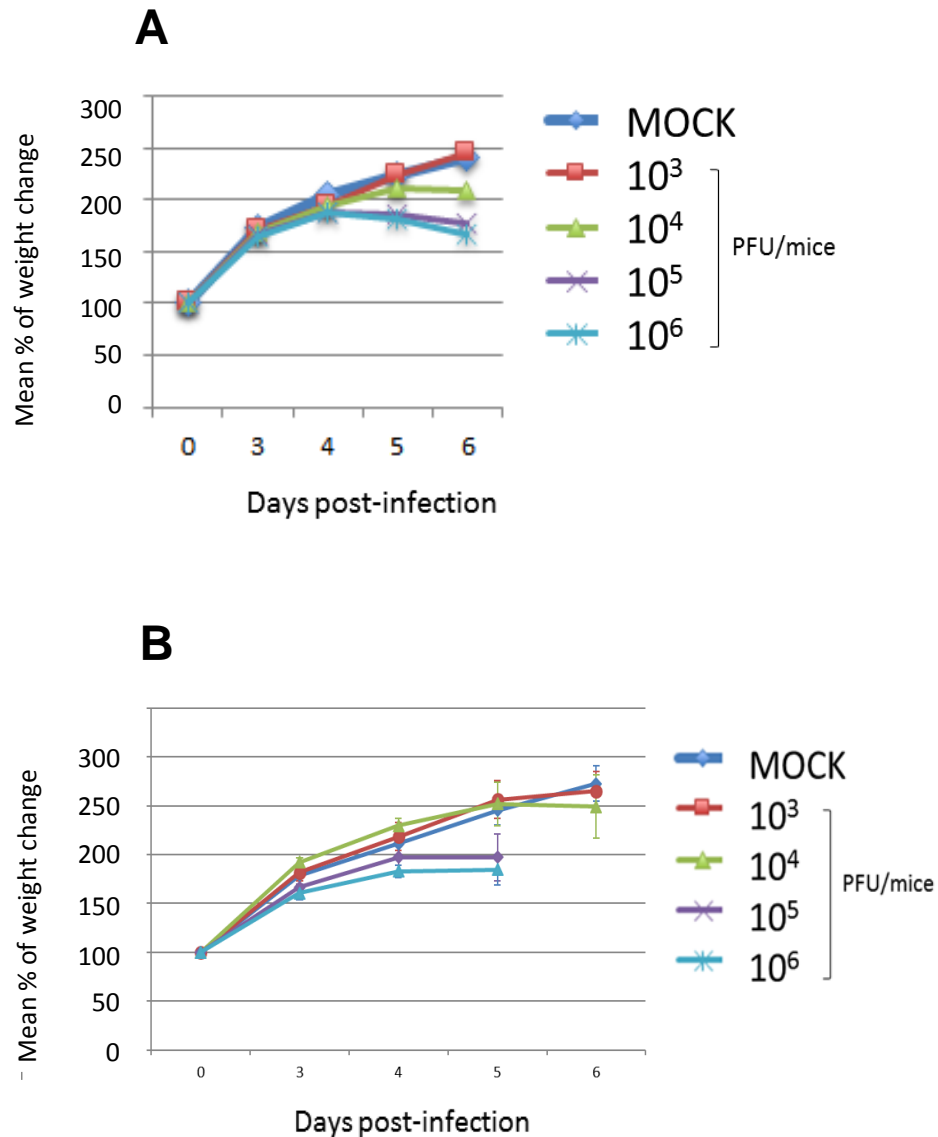 A
Mean % of weight change
300
250
200
150
100
50
0
0 3 4 5 6
Days post-infection
MOCK
10³
10⁴
10⁵
10⁶
PFU/mice
B
Mean % of weight change
300
250
200
150
100
50
0
0 3 4 5 6
Days post-infection
MOCK
10³
10⁴
10⁵
10⁶
PFU/mice